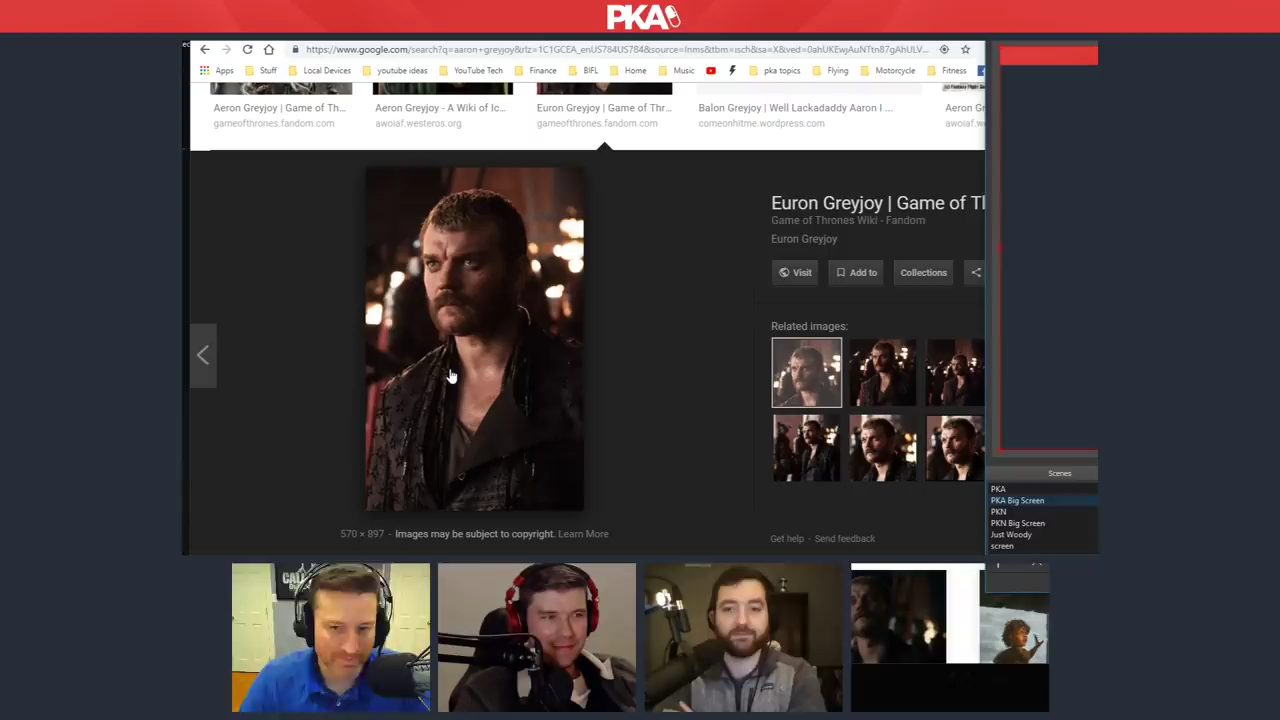 PKA
https://www.google.com/search?q=aaron+greyjoy&rlz=1C1GCEA_enUS784US784&source=lnms&tbm=isch&sa=X&ved=0ahUKEwjAuNTtn87gAhULV...
Apps Stuff Local Devices youtube ideas YouTube Tech Finance BIFL Home Music pka topics Flying Motorcycle Fitness
Aeron Greyjoy | Game of Th... Aeron Greyjoy - A Wiki of Ic... Euron Greyjoy | Game of Thr... Balon Greyjoy | Well Lackadaddy Aaron I ... Aeron Gr
gameofthrones.fandom.com awoiaf.westeros.org gameofthrones.fandom.com comeonhitme.wordpress.com awoiaf.we
Euron Greyjoy | Game of Tl
Game of Thrones Wiki - Fandom
Euron Greyjoy
Visit Add to Collections
Related images:
570 × 897 - Images may be subject to copyright. Learn More
Get help - Send feedback
Scenes
PKA
PKA Big Screen
PKN
PKN Big Screen
Just Woody
screen